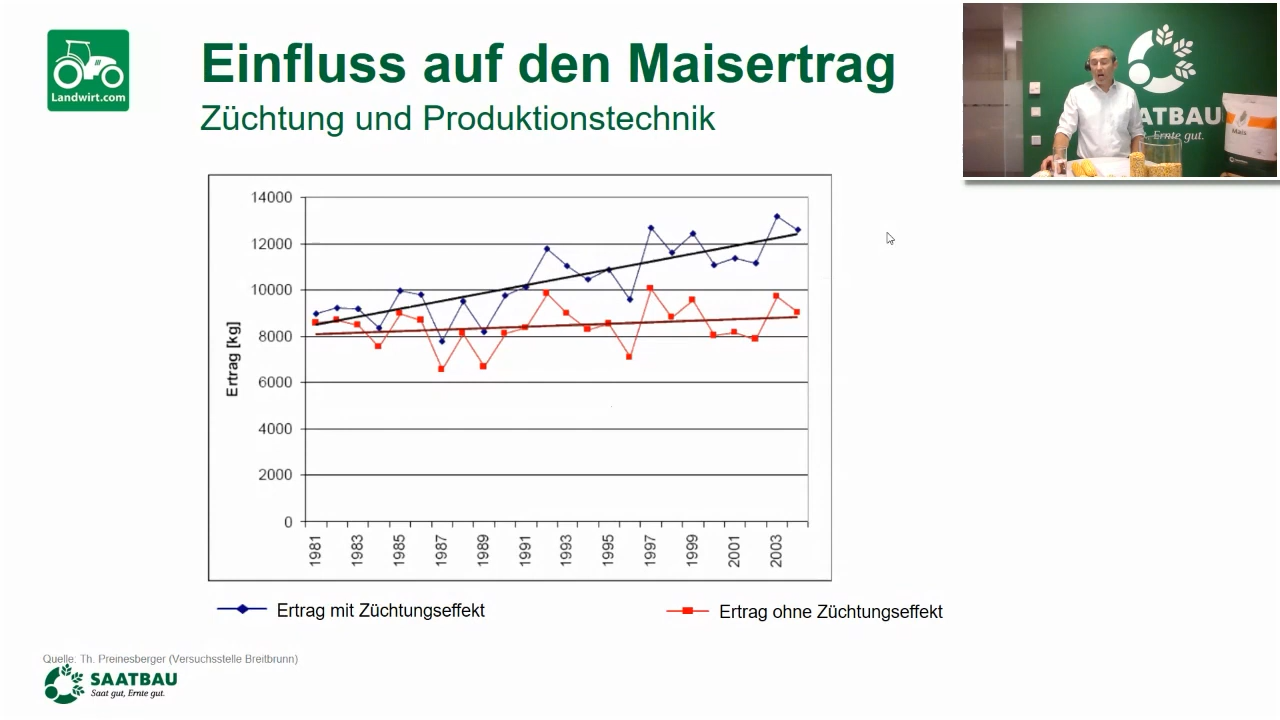 Landwirt.com
Einfluss auf den Maisertrag
Züchtung und Produktionstechnik
SAATBAU
t, Ernte gut.
Mais
Ertrag [kg]
14000
12000
10000
8000
6000
4000
2000
0
1981
1983
1985
1987
1989
1991
1993
1995
1997
1999
2001
2003
Ertrag mit Züchtungseffekt
Ertrag ohne Züchtungseffekt
Quelle: Th. Preinesberger (Versuchsstelle Breitbrunn)
SAATBAU
Saat gut, Ernte gut.